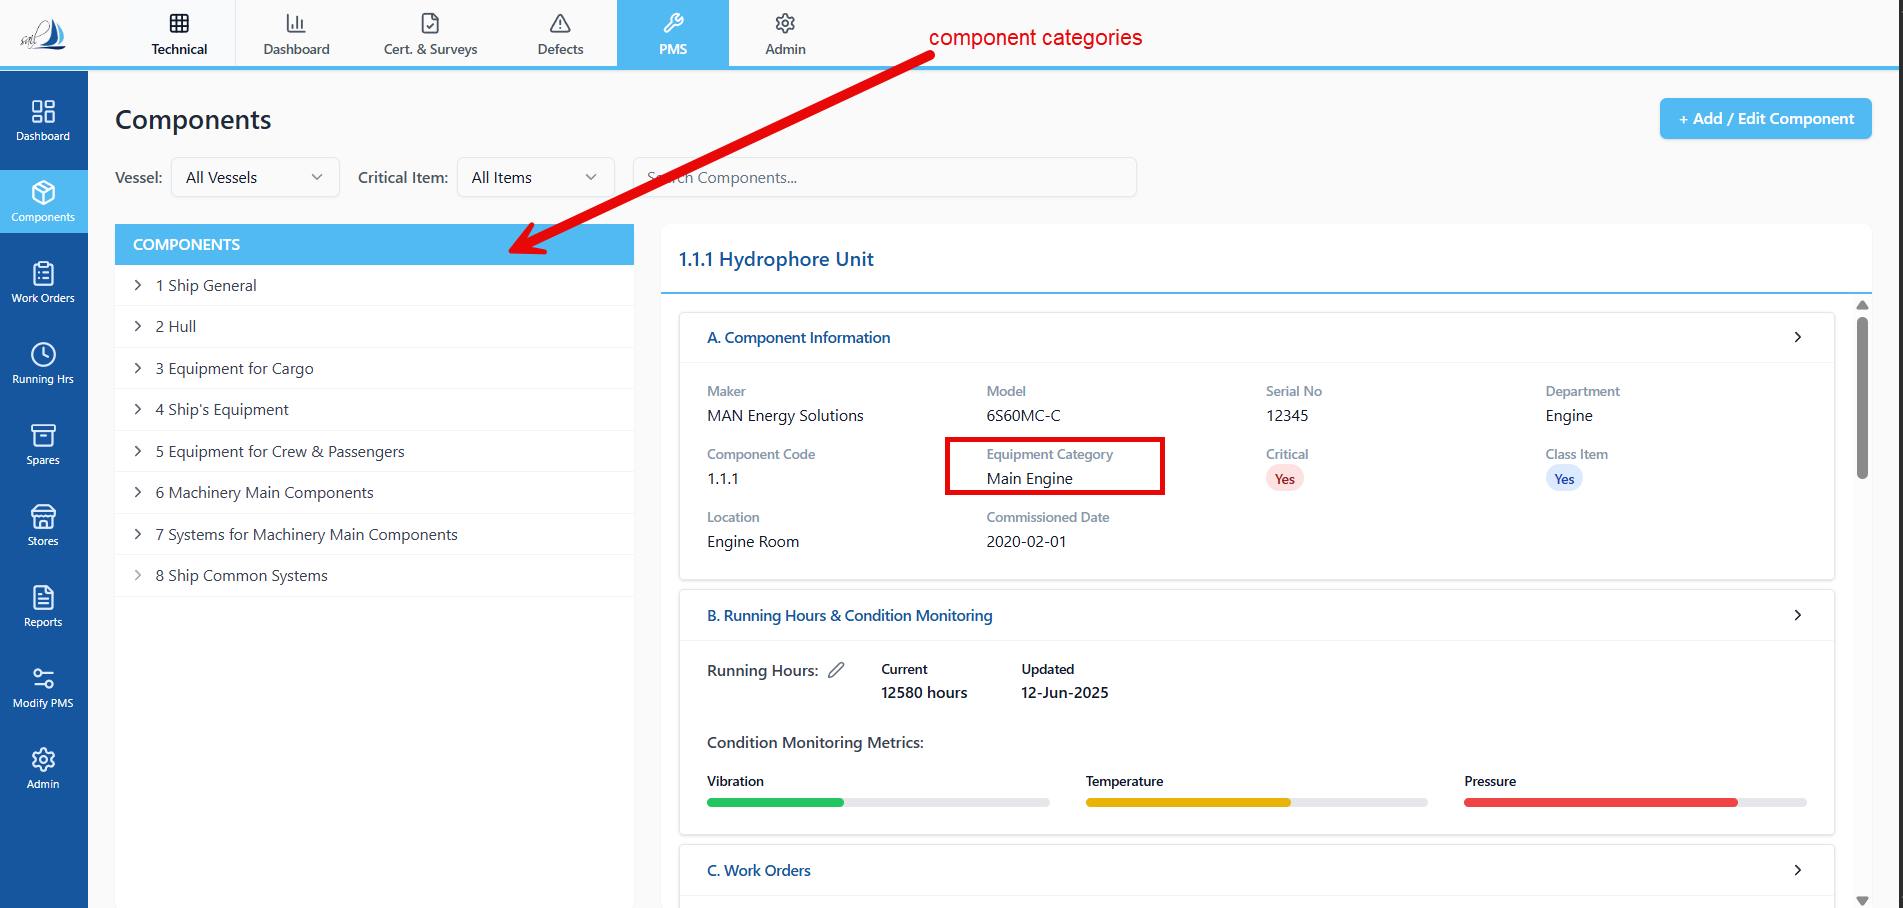 sail
Technical
Dashboard
Cert. & Surveys
Defects
PMS
Admin
component categories
Dashboard
Components
Work Orders
Running Hrs
Spares
Stores
Reports
Modify PMS
Admin
Components
+ Add / Edit Component
Vessel:
All Vessels
Critical Item:
All Items
Search Components...
COMPONENTS
1 Ship General
2 Hull
3 Equipment for Cargo
4 Ship's Equipment
5 Equipment for Crew & Passengers
6 Machinery Main Components
7 Systems for Machinery Main Components
8 Ship Common Systems
1.1.1 Hydrophore Unit
A. Component Information
Maker
Model
Serial No
Department
MAN Energy Solutions
6S60MC-C
12345
Engine
Component Code
Equipment Category
Critical
Class Item
1.1.1
Main Engine
Yes
Yes
Location
Commissioned Date
Engine Room
2020-02-01
B. Running Hours & Condition Monitoring
Running Hours:
Current
Updated
12580 hours
12-Jun-2025
Condition Monitoring Metrics:
Vibration
Temperature
Pressure
C. Work Orders